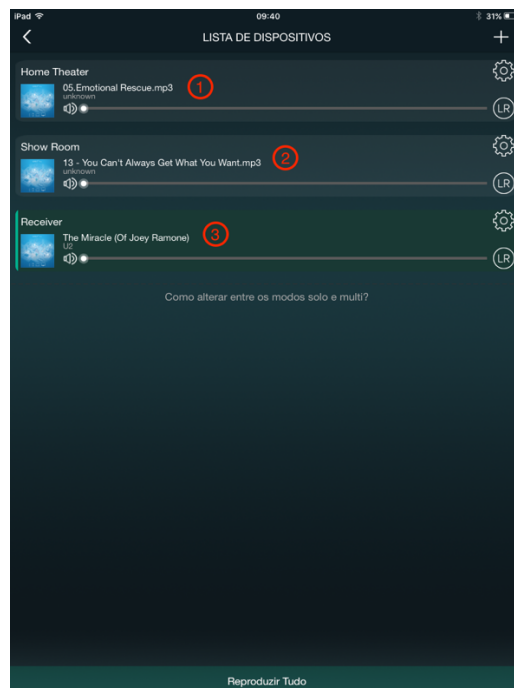 iPad 09:40 31%
LISTA DE DISPOSITIVOS
Home Theater
05.Emotional Rescue.mp3 1
unknown
LR
Show Room
13 - You Can't Always Get What You Want.mp3 2
unknown
LR
Receiver
The Miracle (Of Joey Ramone) 3
U2
LR
Como alterar entre os modos solo e multi?
Reproduzir Tudo